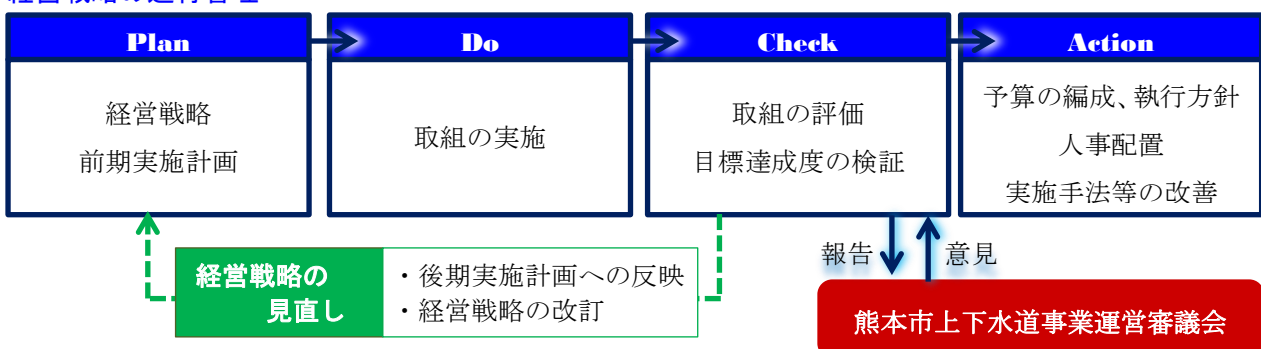 Plan
Do
Check
Action
経営戦略
前期実施計画
取組の実施
取組の評価
目標達成度の検証
予算の編成、執行方針
人事配置
実施手法等の改善
経営戦略の
見直し
・後期実施計画への反映
・経営戦略の改訂
報告
意見
熊本市上下水道事業運営審議会